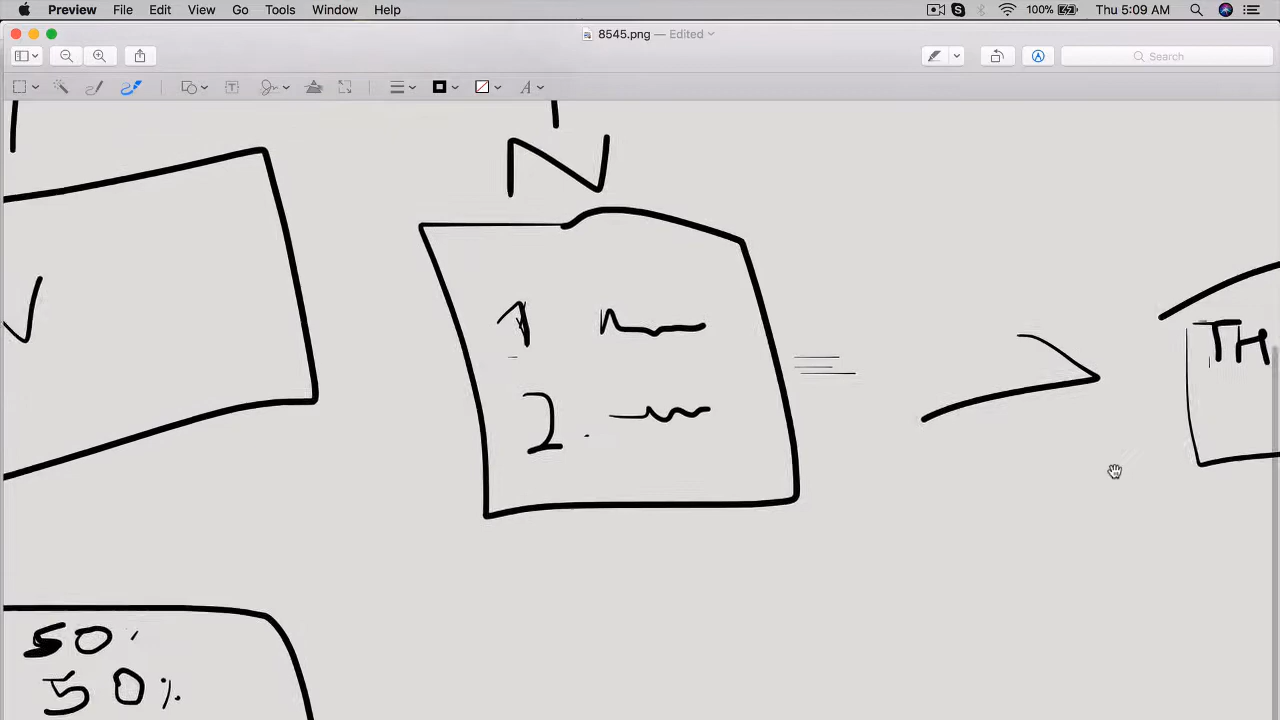 Preview File Edit View Go Tools Window Help 100% Thu 5:09 AM
8545.png — Edited
Search
N
1
TH
2.
50%
50%